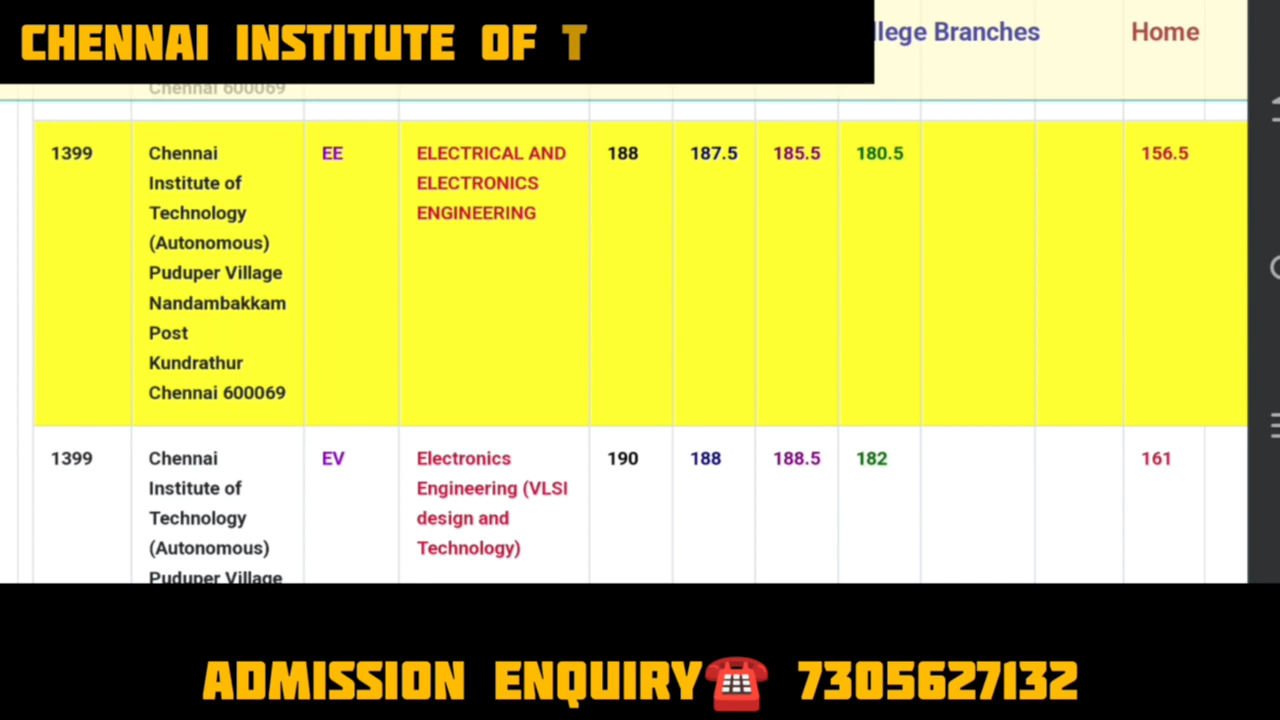 CHENNAI INSTITUTE OF T
llege Branches
Home
Chennai 600069
1399 Chennai EE ELECTRICAL AND 188 187.5 185.5 180.5 156.5
Institute of ELECTRONICS
Technology ENGINEERING
(Autonomous)
Puduper Village
Nandambakkam
Post
Kundrathur
Chennai 600069
1399 Chennai EV Electronics 190 188 188.5 182 161
Institute of Engineering (VLSI
Technology design and
(Autonomous) Technology)
Puduper Village
ADMISSION ENQUIRY☎️ 7305627132